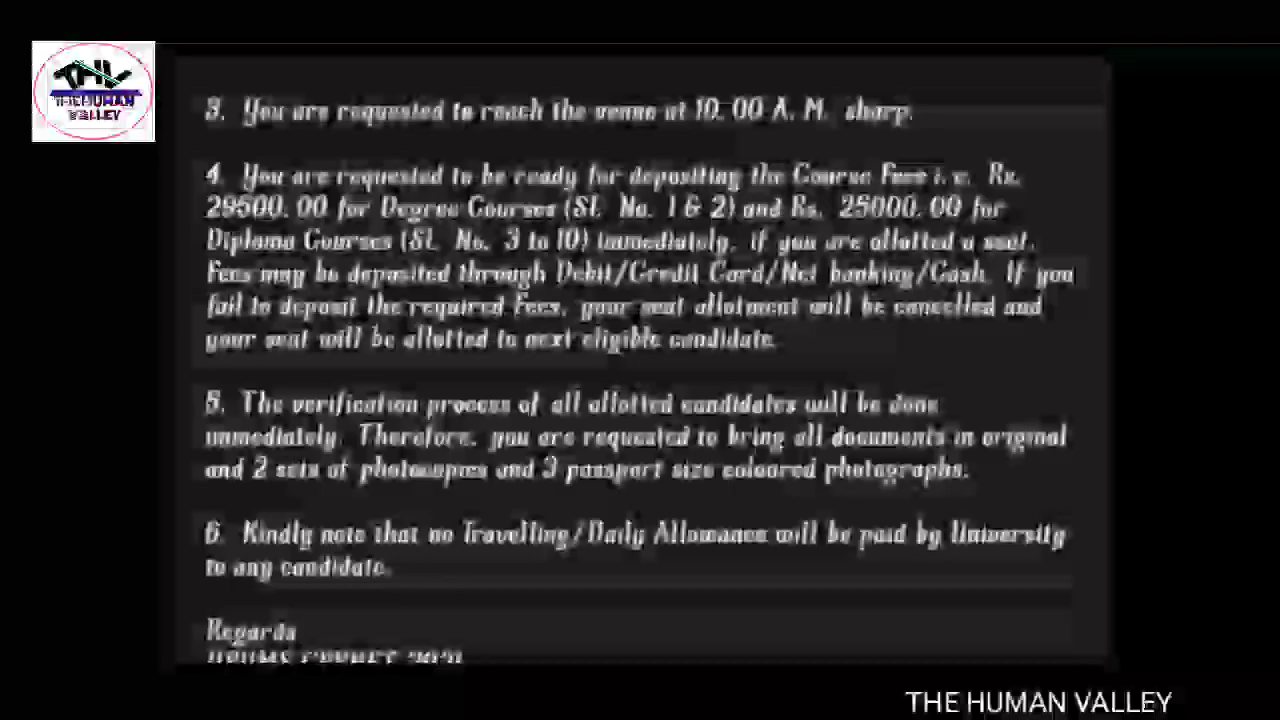 THV
THE HUMAN
VALLEY
3. You are requested to reach the venue at 10.00 A.M. sharp.
4. You are requested to be ready for depositing the Course Fees i.e. Rs.
29500.00 for Degree Courses (Sl. No. 1 & 2) and Rs. 25000.00 for
Diploma Courses (Sl. No. 3 to 10) immediately, if you are allotted a seat.
Fees may be deposited through Debit/Credit Card/Net banking/Cash. If you
fail to deposit the required Fees, your seat allotment will be cancelled and
your seat will be allotted to next eligible candidate.
5. The verification process of all allotted candidates will be done
immediately. Therefore, you are requested to bring all documents in original
and 2 sets of photocopies and 3 passport size coloured photographs.
6. Kindly note that no Travelling/Daily Allowance will be paid by University
to any candidate.
Regards
THE HUMAN VALLEY